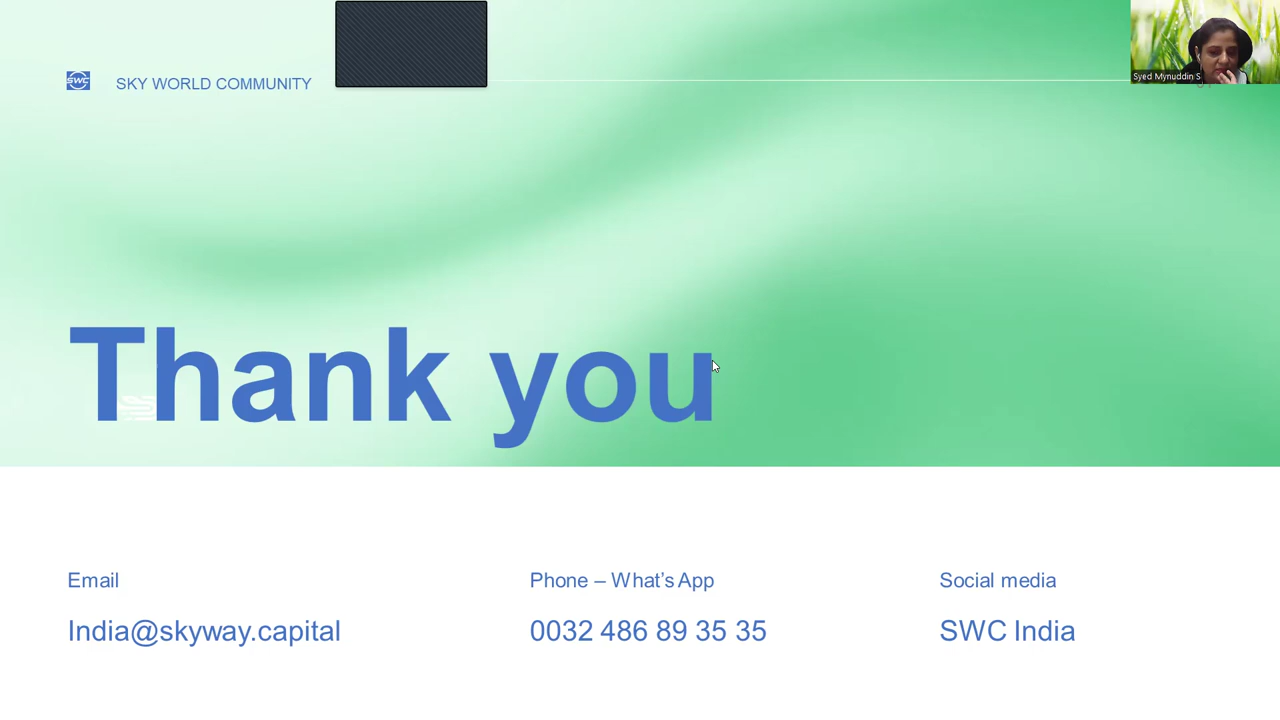 SWC
SKY WORLD COMMUNITY
Syed Mynuddin S
Thank you
Email
Phone – What's App
Social media
India@skyway.capital
0032 486 89 35 35
SWC India